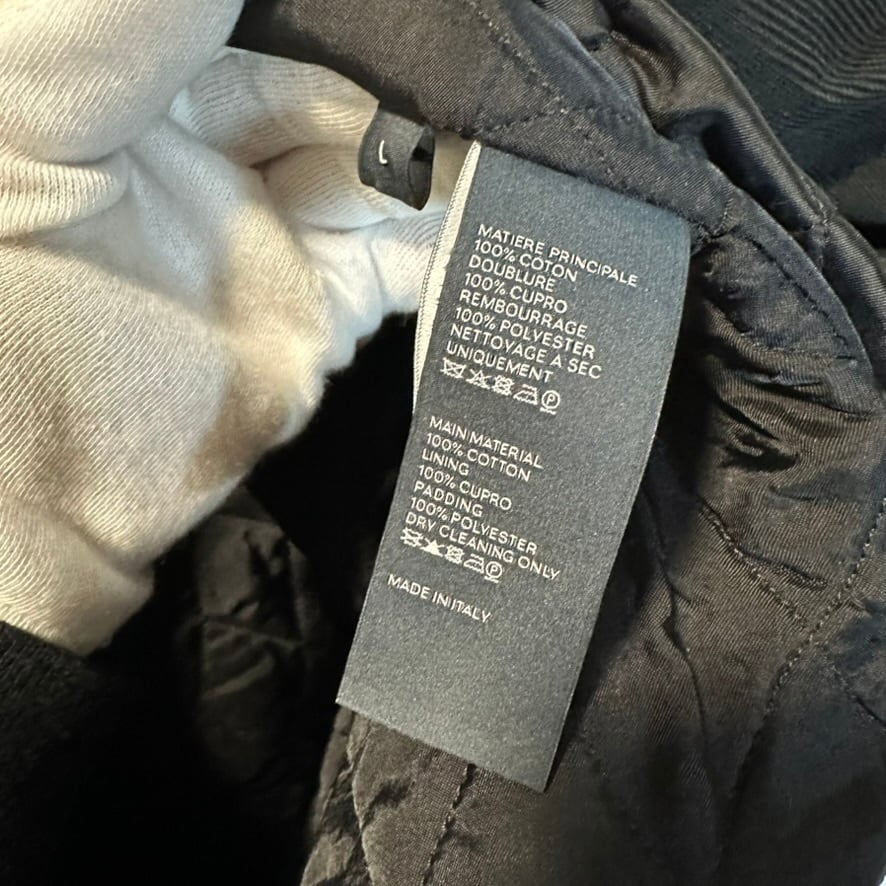 L
MATIERE PRINCIPALE
100% COTON
DOUBLURE
100% CUPRO
REMBOURRAGE
100% POLYESTER
NETTOYAGE A SEC
UNIQUEMENT
P
MAIN MATERIAL
100% COTTON
LINING
100% CUPRO
PADDING
100% POLYESTER
DRY CLEANING ONLY
P
MADE IN ITALY